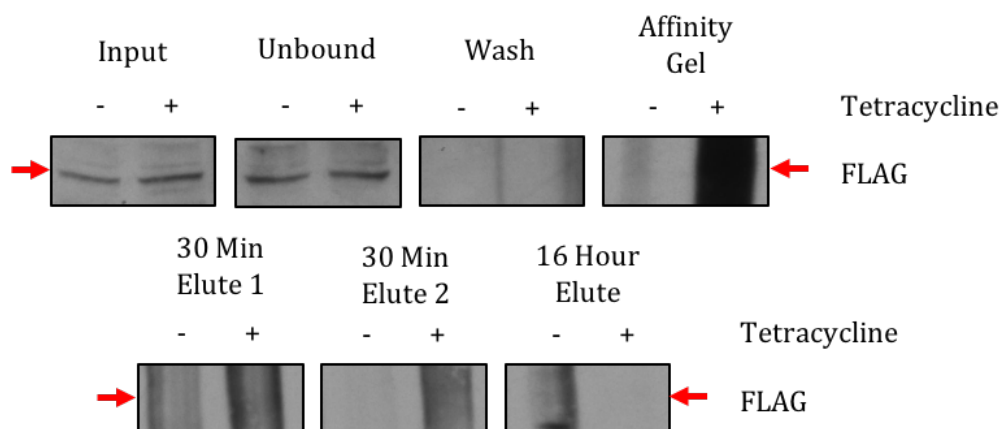 Input Unbound Wash Affinity
Gel
- + - + - + - + Tetracycline
FLAG
30 Min 30 Min 16 Hour
Elute 1 Elute 2 Elute
- + - + - + Tetracycline
FLAG